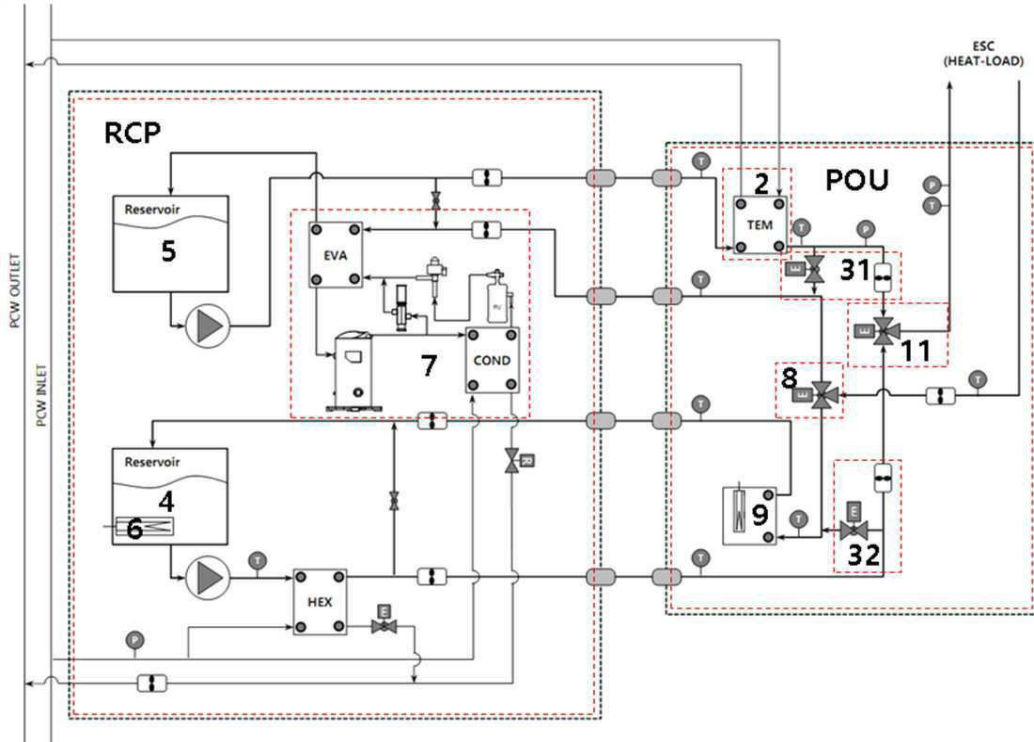 ESC
(HEAT-LOAD)
RCP
POU
Reservoir
5
EVA
7
COND
2
TEM
T
T
P
P
T
E
31
E
11
T
8
E
T
T
PCW OUTLET
PCW INLET
Reservoir
4
6
R
T
9
T
E
32
T
HEX
E
T
P